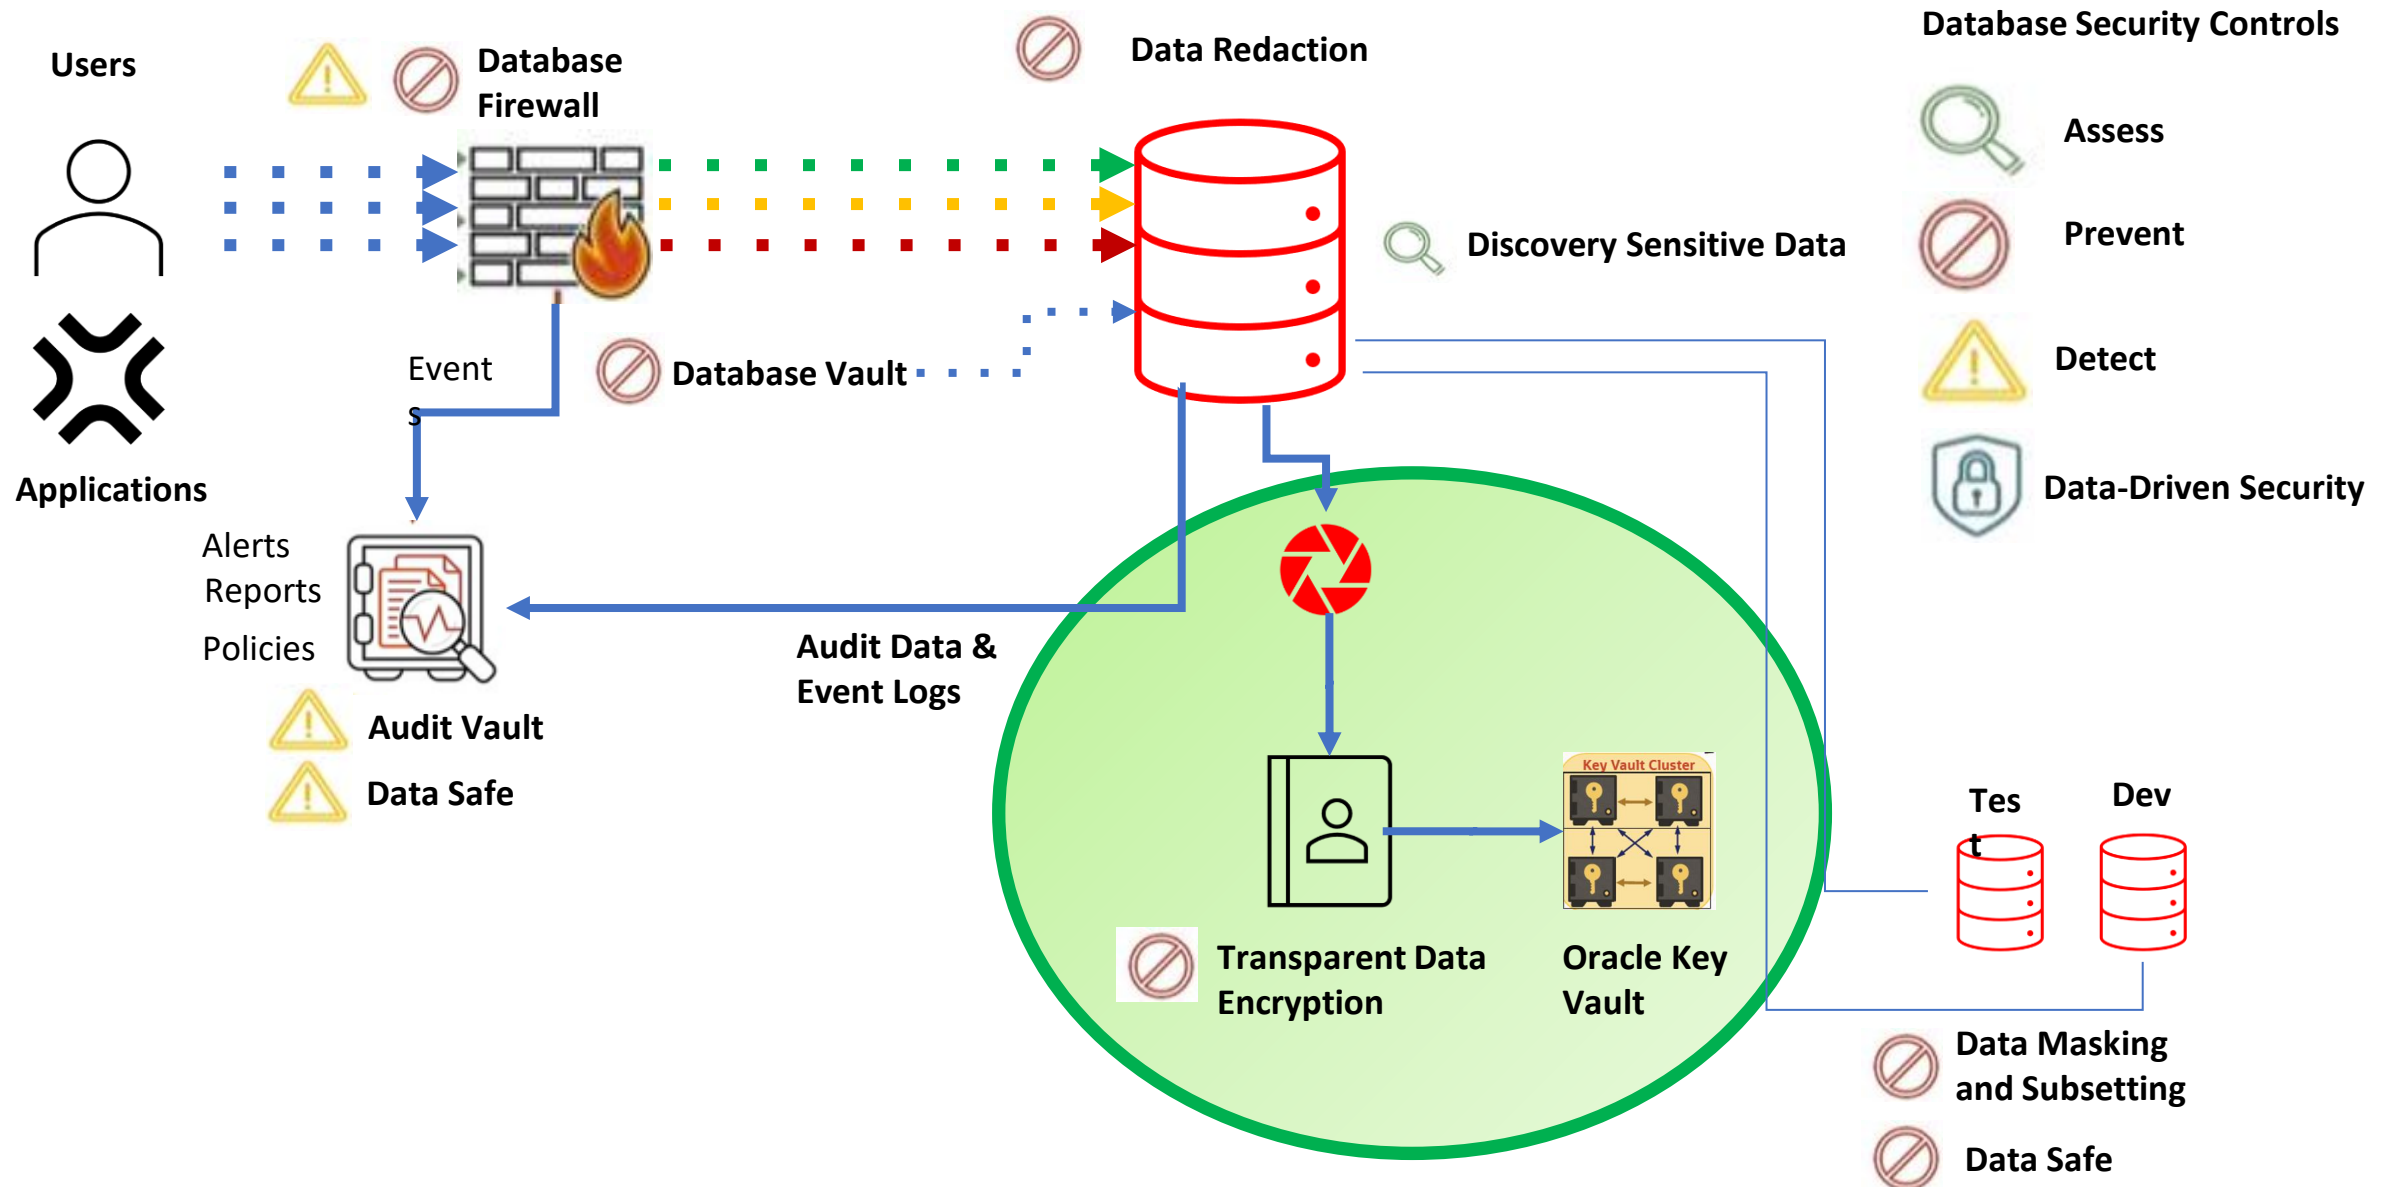 Users
Database
Firewall
Data Redaction
Database Security Controls
Assess
Prevent
Detect
Data-Driven Security
Discovery Sensitive Data
Event
s
Database Vault
Applications
Alerts
Reports
Policies
Audit Vault
Data Safe
Audit Data &
Event Logs
Key Vault Cluster
Transparent Data
Encryption
Oracle Key
Vault
Tes
t
Dev
Data Masking
and Subsetting
Data Safe